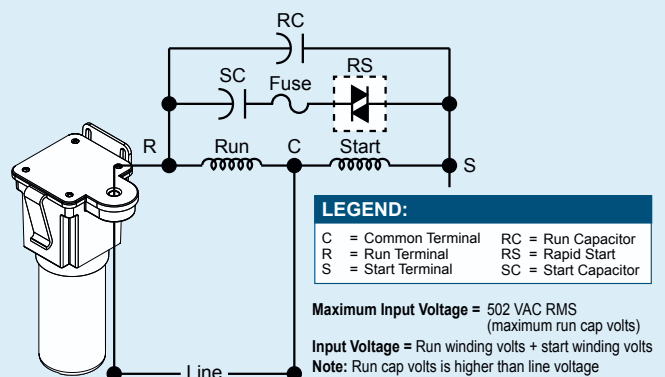 RC
RS
SC
Fuse
R
Run
C
Start
S
LEGEND:
C = Common Terminal
R = Run Terminal
S = Start Terminal
RC = Run Capacitor
RS = Rapid Start
SC = Start Capacitor
Maximum Input Voltage = 502 VAC RMS
(maximum run cap volts)
Input Voltage = Run winding volts + start winding volts
Note: Run cap volts is higher than line voltage
Line